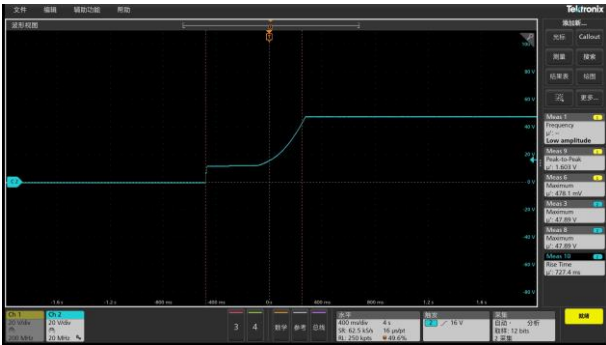 文件 编辑 辅助功能 帮助
Tektronix
波形视图
添加新...
光标 Callout
测量 搜索
结果表 绘图
更多...
100 V
80 V
60 V
40 V
20 V
0 V
-20 V
-40 V
-60 V
-80 V
C2
-1.6 s -1.2 s -800 ms -400 ms 0 s 400 ms 800 ms 1.2 s 1.6 s
Meas 1
Frequency
μ': --
Low amplitude
Meas 9
Peak-to-Peak
μ': 1.603 V
Meas 6
Maximum
μ': 478.1 mV
Meas 3
Maximum
μ': 47.89 V
Meas 8
Maximum
μ': 47.89 V
Meas 10
Rise Time
μ': 727.4 ms
Ch 1
20 V/div
200 MHz
Ch 2
20 V/div
20 MHz
3 4 数学 参考 总线
水平
400 ms/div 4 s
SR: 62.5 kS/s 16 μs/pt
RL: 250 kpts 49.6%
触发
2 16 V
采集
自动, 分析
取样: 12 bits
2 采集
就绪